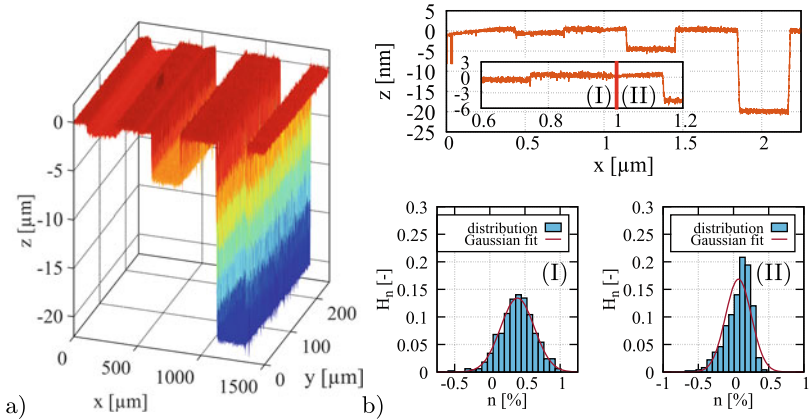 0
-5
-10
-15
-20
z [µm]
0
500
1000
1500
x [µm]
0
100
200
y [µm]
a)
5
0
-5
-10
-15
-20
-25
z [nm]
0
0.5
1
1.5
2
x [µm]
3
0
-3
-6
0.6
0.8
1
1.2
(I)
(II)
0.3
0.25
0.2
0.15
0.1
0.05
0
Hn [-]
distribution
Gaussian fit
(I)
-0.5
0
0.5
1
n [%]
0.3
0.25
0.2
0.15
0.1
0.05
0
Hn [-]
distribution
Gaussian fit
(II)
-1
-0.5
0
0.5
1
n [%]
b)